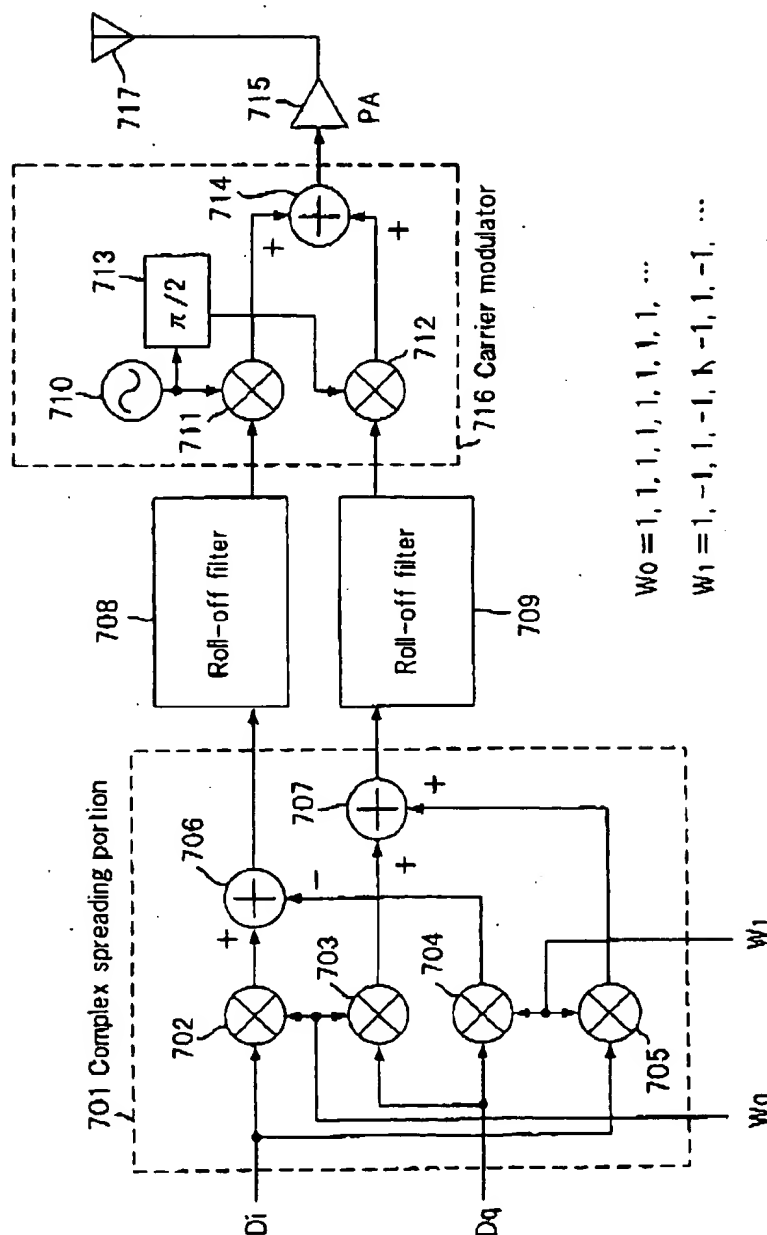 701 Complex spreading portion
Di
Dq
W0
W1
702
703
704
705
706
707
+
−
+
+
708
Roll-off filter
709
Roll-off filter
710
711
712
713
π/2
714
+
+
716 Carrier modulator
715
PA
717
W0 = 1, 1, 1, 1, 1, 1, 1, 1, ...
W1 = 1, -1, 1, -1, 1, -1, 1, -1, ...